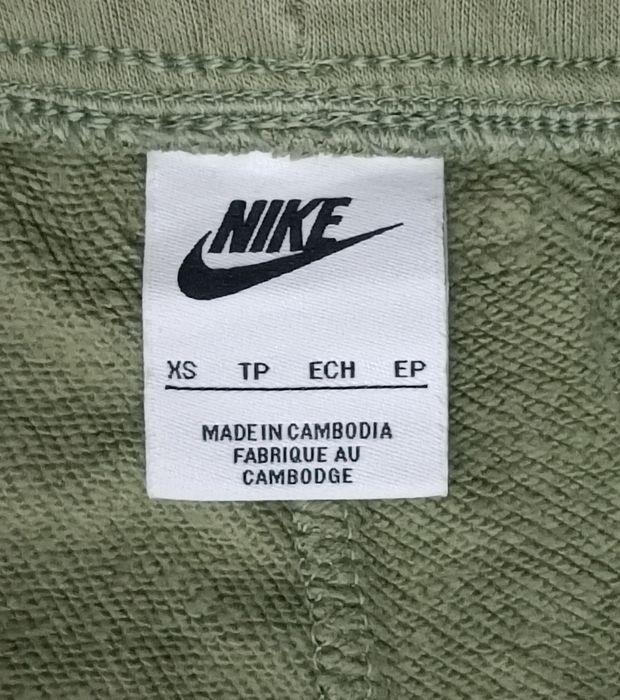 NIKE
XS TP ECH EP
MADE IN CAMBODIA
FABRIQUE AU
CAMBODGE